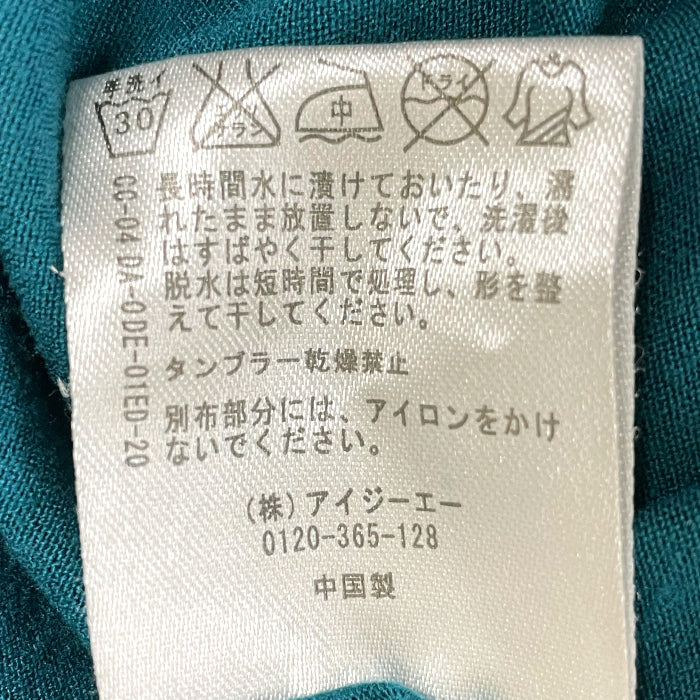 手洗イ
30
エンソ
サラシ
中
ドライ
長時間水に漬けておいたり、濡
れたまま放置しないで、洗濯後
はすばやく干してください。
脱水は短時間で処理し、形を整
えて干してください。
タンブラー乾燥禁止
別布部分には、アイロンをかけ
ないでください。
(株)アイジーエー
0120-365-128
中国製
CC-04 DA-0DE-01ED-20